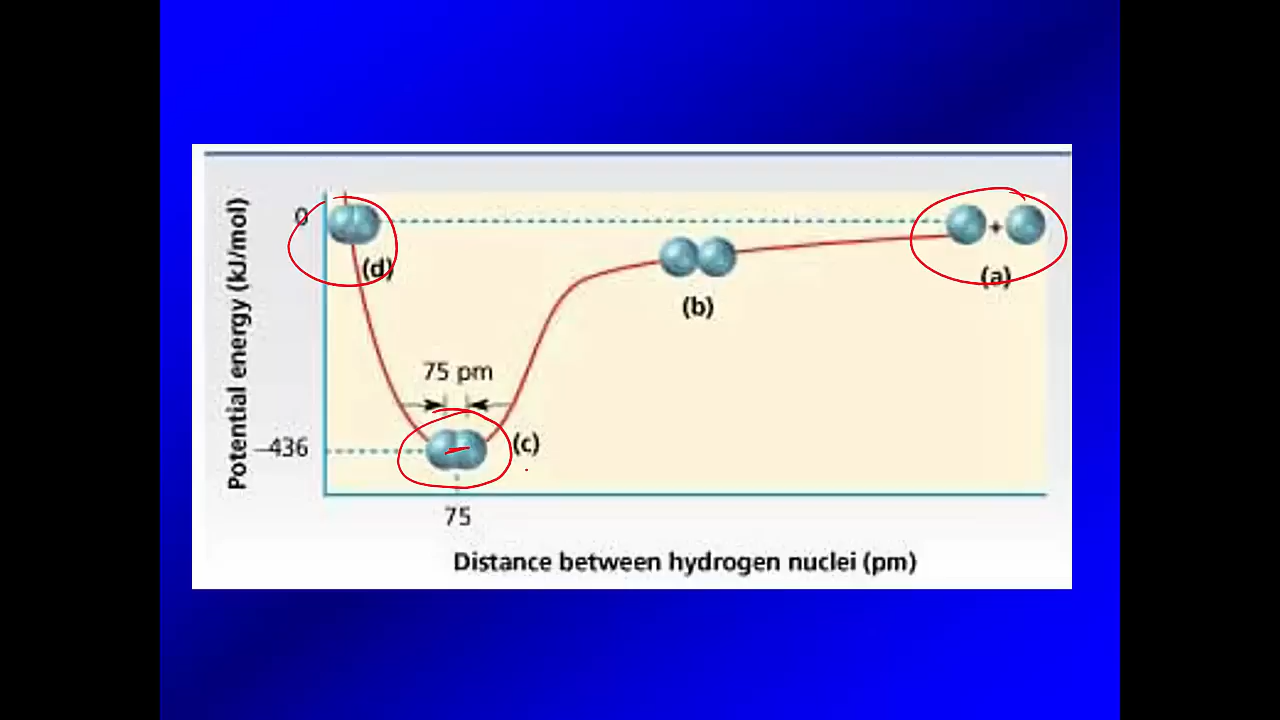 Potential energy (kJ/mol)
0
(d)
+
(a)
(b)
75 pm
–436
(c)
75
Distance between hydrogen nuclei (pm)